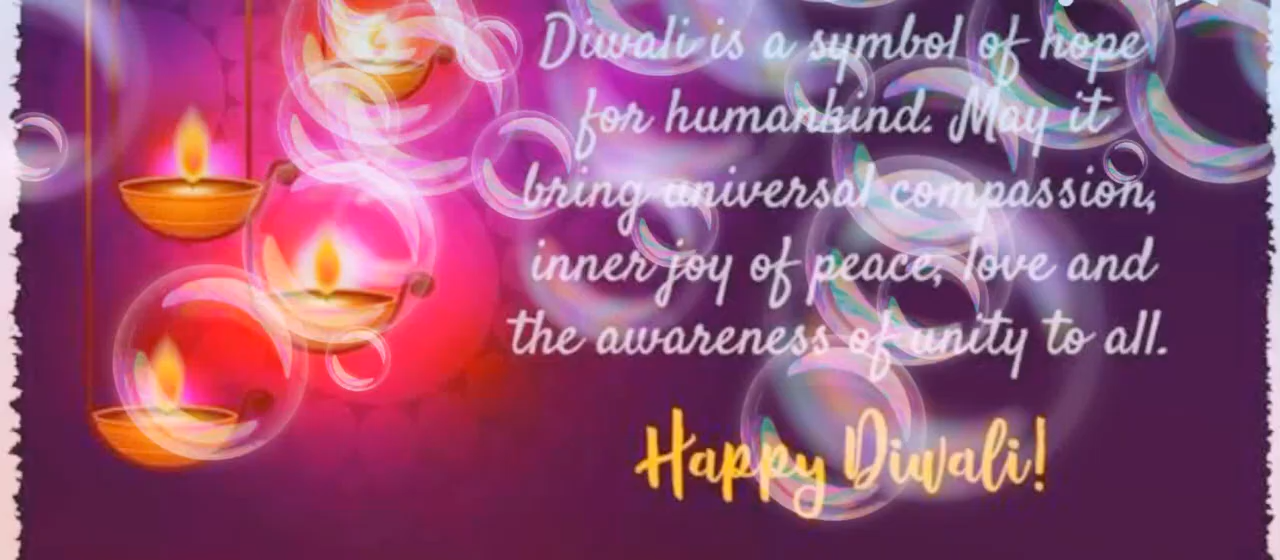 Diwali is a symbol of hope
for humankind. May it
bring universal compassion,
inner joy of peace, love and
the awareness of unity to all.
Happy Diwali!